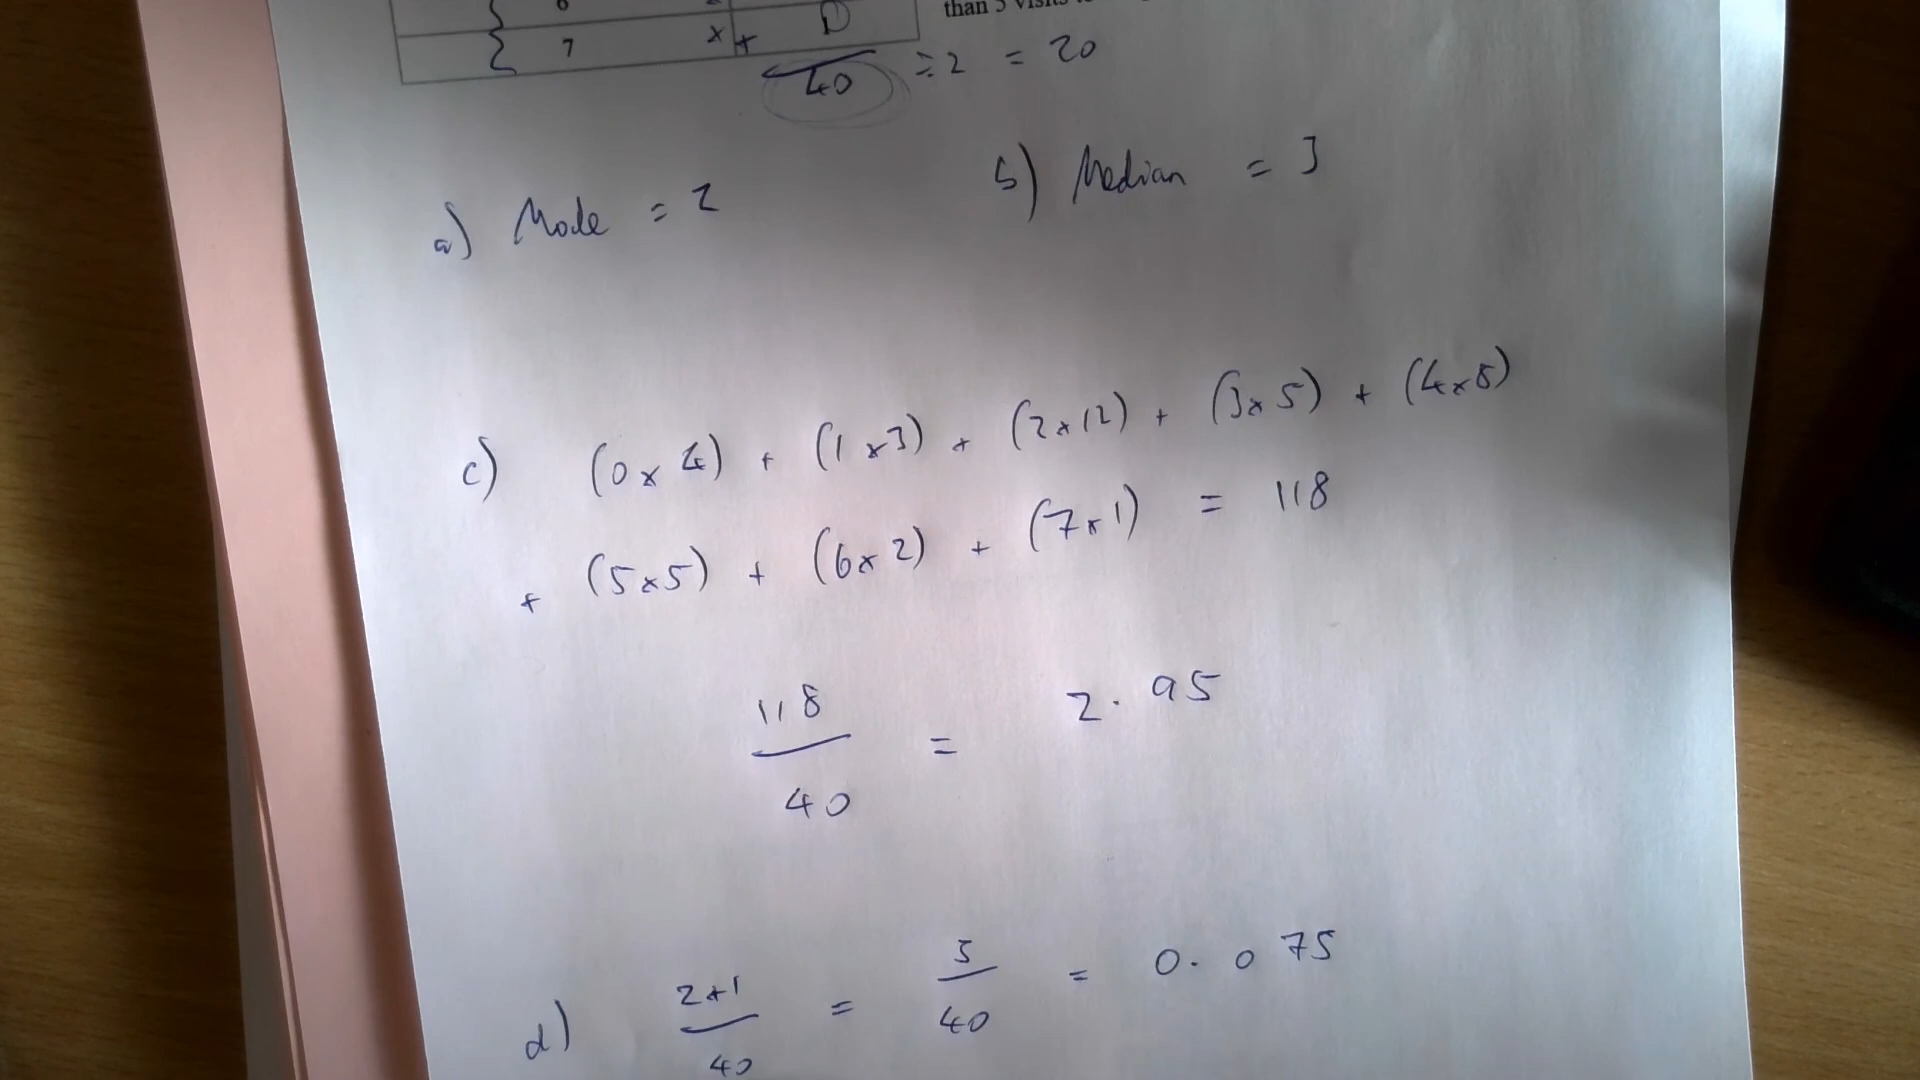 7 × + 1
than 5 visits
40 ÷ 2 = 20
a) Mode = 2
b) Median = 3
c) (0 × 4) + (1 × 3) + (2 × 12) + (3 × 5) + (4 × 8)
+ (5 × 5) + (6 × 2) + (7 × 1) = 118
118/40 = 2.95
d) 2+1/40 = 3/40 = 0.075